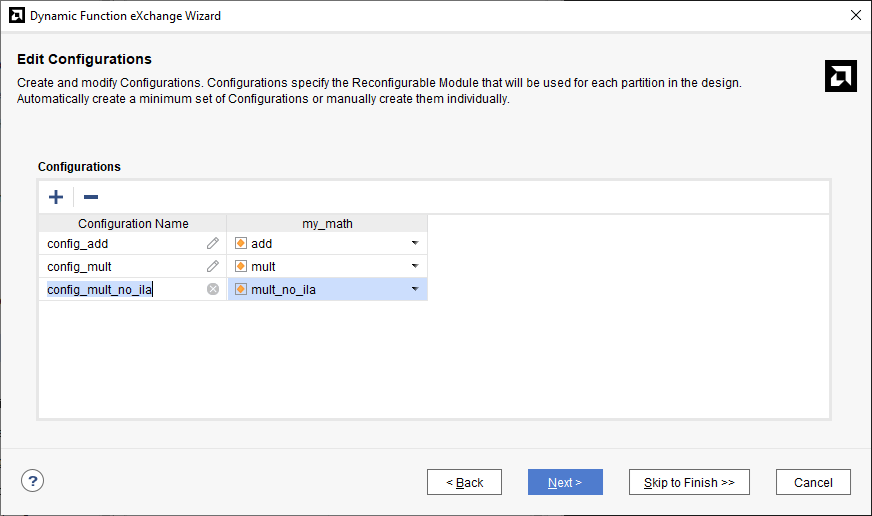 Dynamic Function eXchange Wizard
Edit Configurations
Create and modify Configurations. Configurations specify the Reconfigurable Module that will be used for each partition in the design.
Automatically create a minimum set of Configurations or manually create them individually.
Configurations
Configuration Name my_math
config_add add
config_mult mult
config_mult_no_ila mult_no_ila
? < Back Next > Skip to Finish >> Cancel